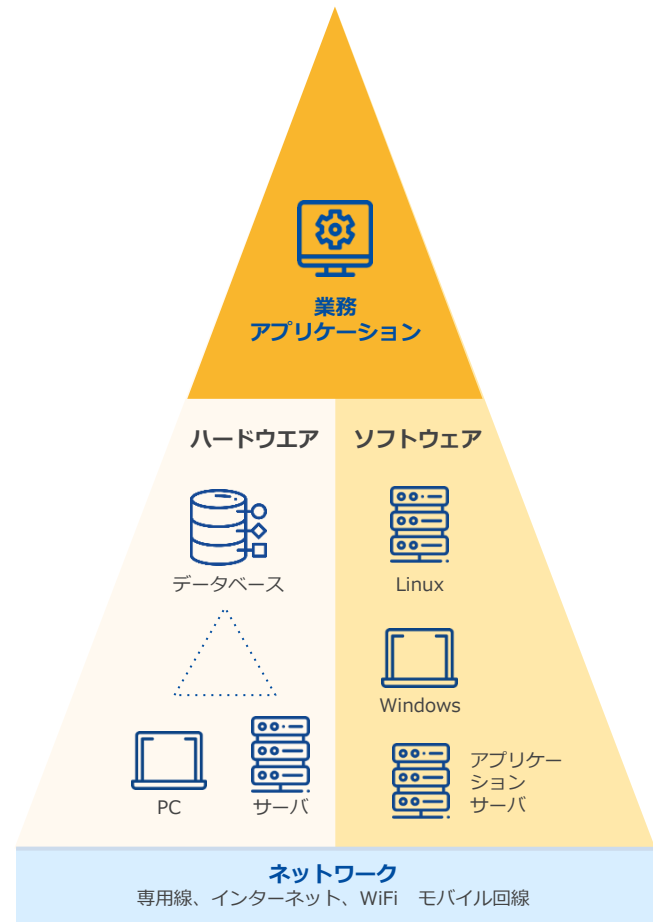 業務
アプリケーション
ハードウエア
ソフトウェア
データベース
Linux
Windows
PC
サーバ
アプリケー
ション
サーバ
ネットワーク
専用線、インターネット、WiFi　モバイル回線